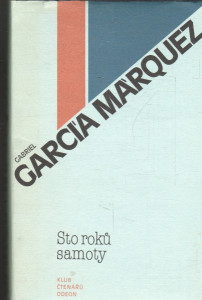 GABRIEL
GARCÍA MÁRQUEZ
Sto roků
samoty
KLUB
ČTENÁŘŮ
ODEON